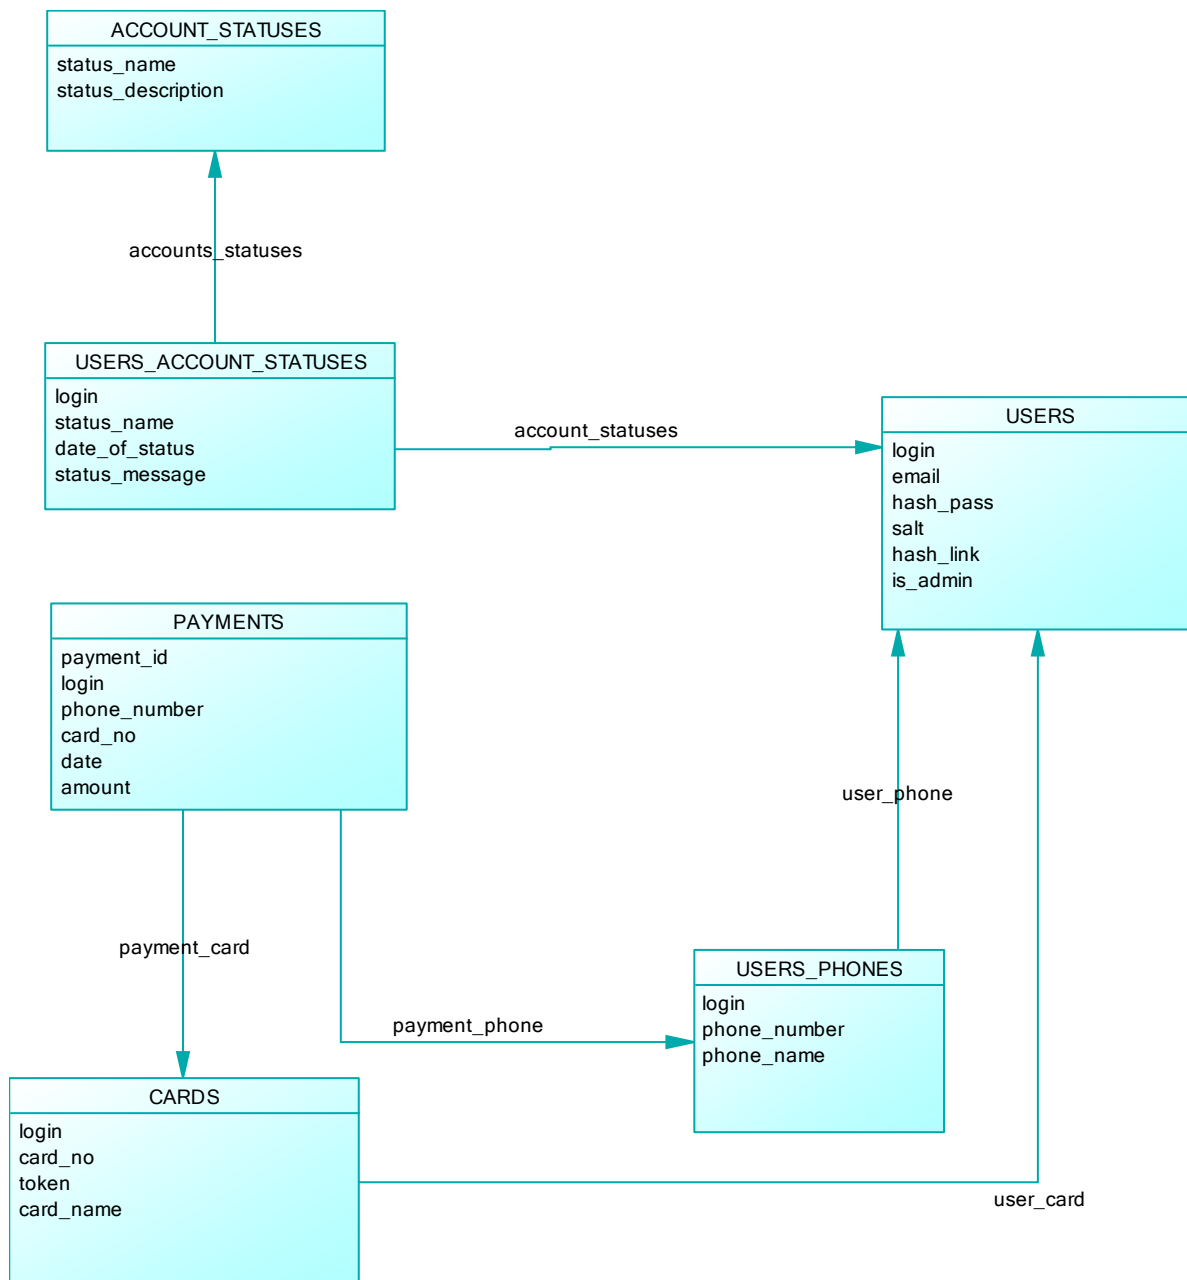 ACCOUNT_STATUSES
status_name
status_description
accounts_statuses
USERS_ACCOUNT_STATUSES
login
status_name
date_of_status
status_message
account_statuses
USERS
login
email
hash_pass
salt
hash_link
is_admin
PAYMENTS
payment_id
login
phone_number
card_no
date
amount
user_phone
payment_card
payment_phone
USERS_PHONES
login
phone_number
phone_name
CARDS
login
card_no
token
card_name
user_card